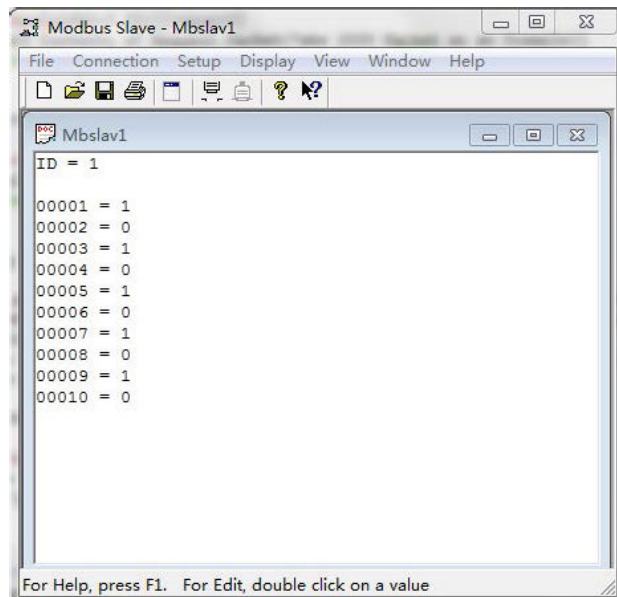 Modbus Slave - Mbslav1
File Connection Setup Display View Window Help
Mbslav1
ID = 1
00001 = 1
00002 = 0
00003 = 1
00004 = 0
00005 = 1
00006 = 0
00007 = 1
00008 = 0
00009 = 1
00010 = 0
For Help, press F1. For Edit, double click on a value